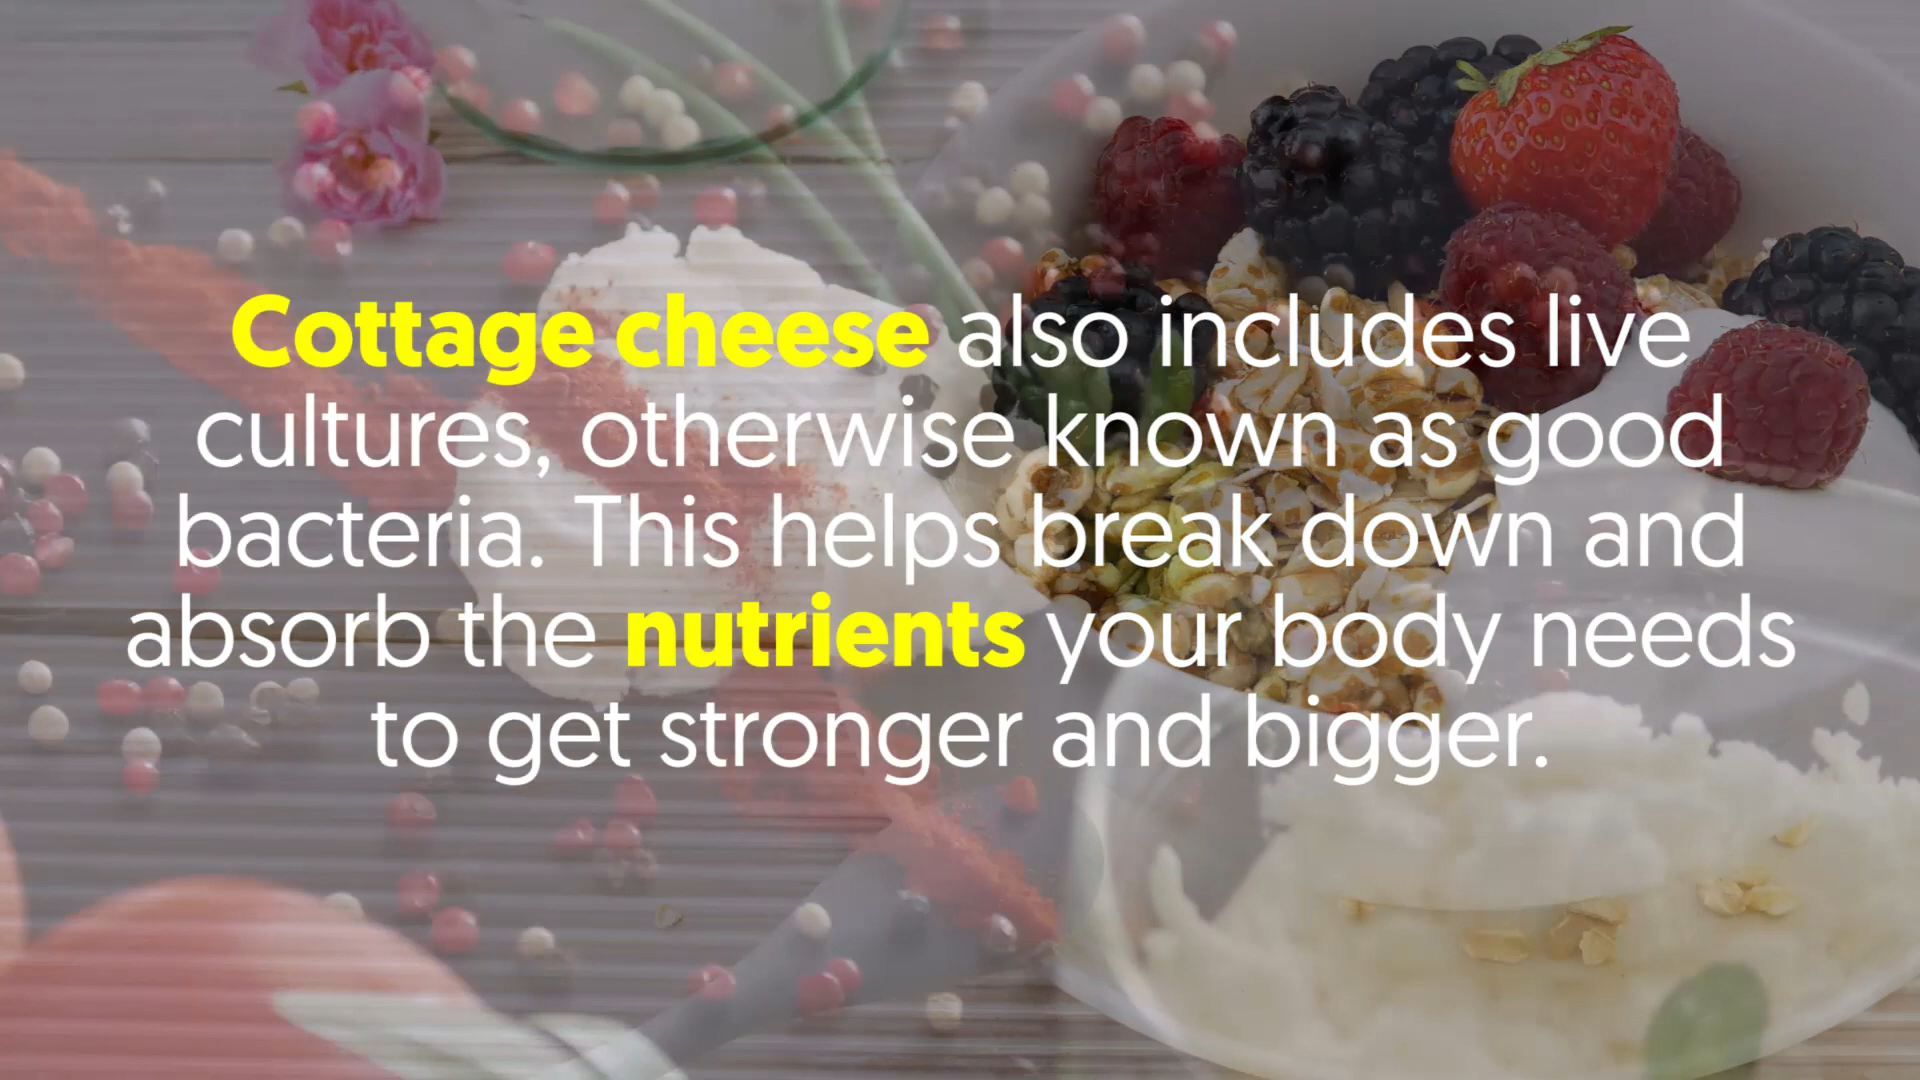 Cottage cheese also includes live
cultures, otherwise known as good
bacteria. This helps break down and
absorb the nutrients your body needs
to get stronger and bigger.